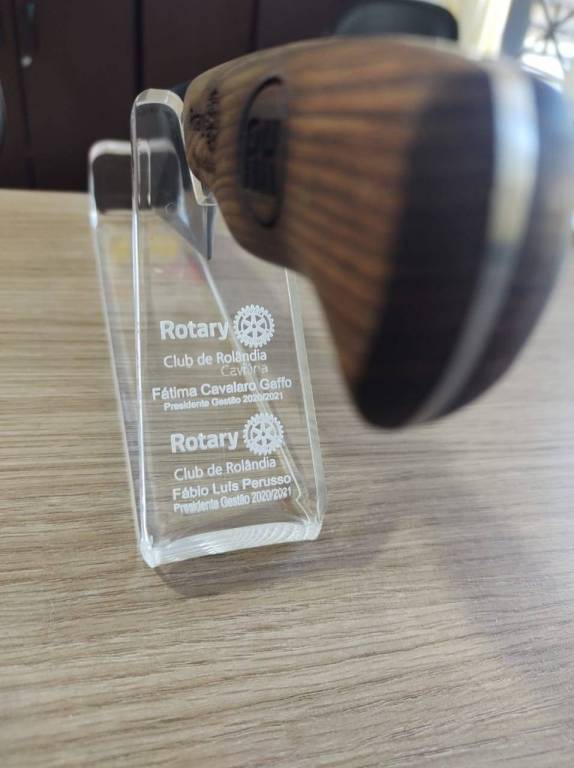 Rotary
Club de Rolândia
Caviúna
Fátima Cavalaro Gaffo
Presidente Gestão 2020/2021
Rotary
Club de Rolândia
Fábio Luís Perusso
Presidente Gestão 2020/2021